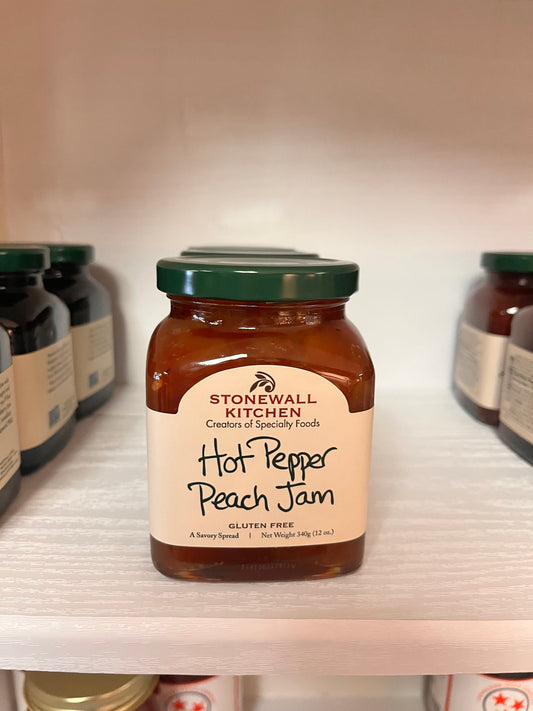 STONEWALL
KITCHEN
Creators of Specialty Foods
Hot Pepper
Peach Jam
GLUTEN FREE
A Savory Spread | Net Weight 340g (12 oz.)